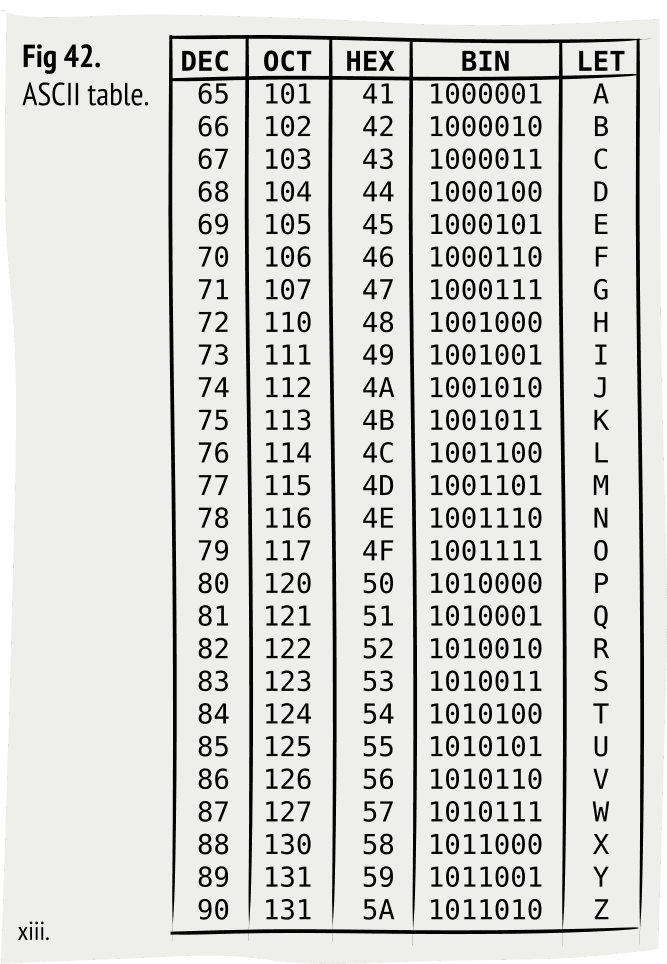 Fig 42.
ASCII table.
DEC OCT HEX BIN LET
65 101 41 1000001 A
66 102 42 1000010 B
67 103 43 1000011 C
68 104 44 1000100 D
69 105 45 1000101 E
70 106 46 1000110 F
71 107 47 1000111 G
72 110 48 1001000 H
73 111 49 1001001 I
74 112 4A 1001010 J
75 113 4B 1001011 K
76 114 4C 1001100 L
77 115 4D 1001101 M
78 116 4E 1001110 N
79 117 4F 1001111 O
80 120 50 1010000 P
81 121 51 1010001 Q
82 122 52 1010010 R
83 123 53 1010011 S
84 124 54 1010100 T
85 125 55 1010101 U
86 126 56 1010110 V
87 127 57 1010111 W
88 130 58 1011000 X
89 131 59 1011001 Y
90 131 5A 1011010 Z
xiii.